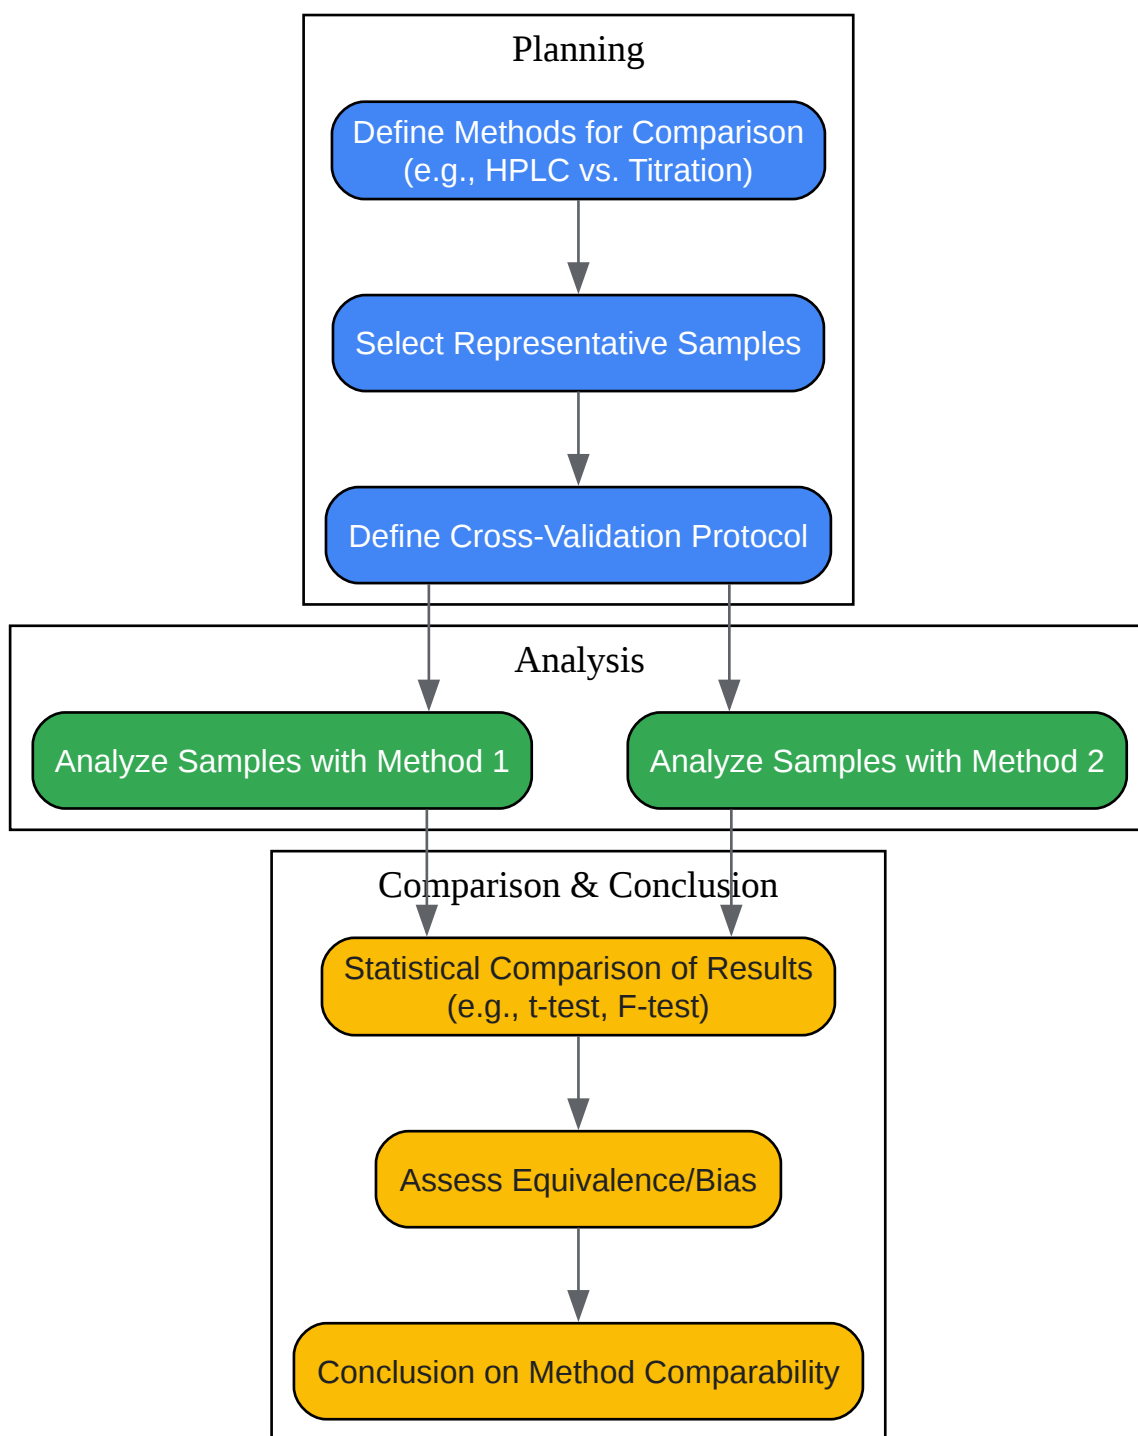 Planning
Define Methods for Comparison
(e.g., HPLC vs. Titration)
Select Representative Samples
Define Cross-Validation Protocol
Analysis
Analyze Samples with Method 1
Analyze Samples with Method 2
Comparison & Conclusion
Statistical Comparison of Results
(e.g., t-test, F-test)
Assess Equivalence/Bias
Conclusion on Method Comparability